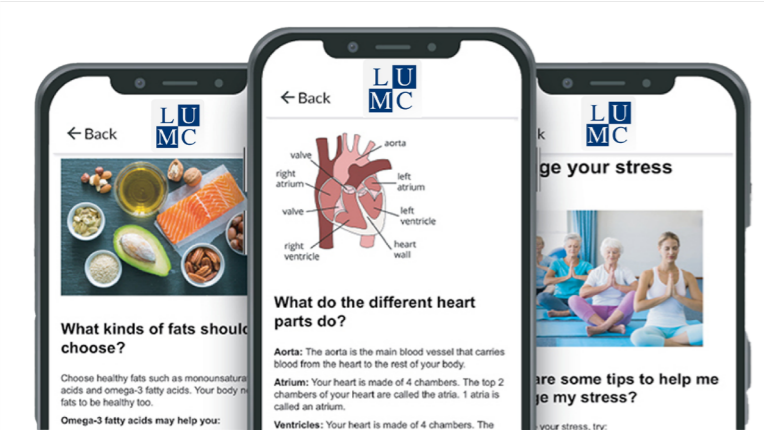 L U
M C
← Back
What kinds of fats should
choose?
Choose healthy fats such as monounsatura
acids and omega-3 fatty acids. Your body n
fats to be healthy too.
Omega-3 fatty acids may help you:
L U
M C
← Back
aorta
valve
right
atrium
left
atrium
valve
left
ventricle
right
ventricle
heart
wall
What do the different heart
parts do?
Aorta: The aorta is the main blood vessel that carries
blood from the heart to the rest of your body.
Atrium: Your heart is made of 4 chambers. The top 2
chambers of your heart are called the atria. 1 atria is
called an atrium.
Ventricles: Your heart is made of 4 chambers. The
L U
M C
k
ge your stress
are some tips to help me
ge my stress?
your stress, try: